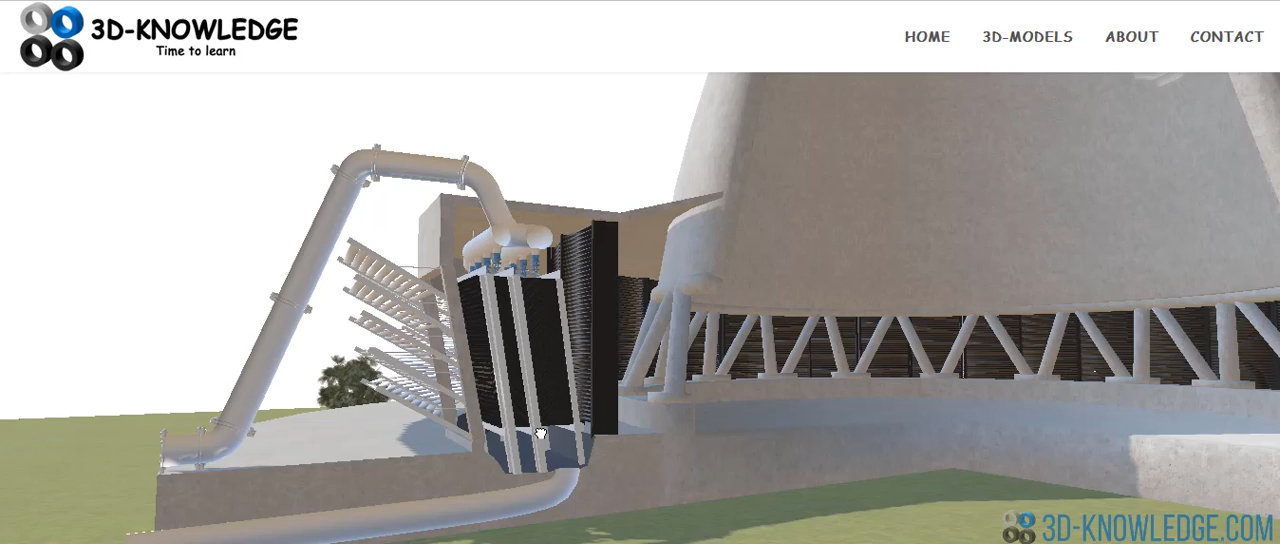 3D-KNOWLEDGE
Time to learn
HOME 3D-MODELS ABOUT CONTACT
3D-KNOWLEDGE.COM